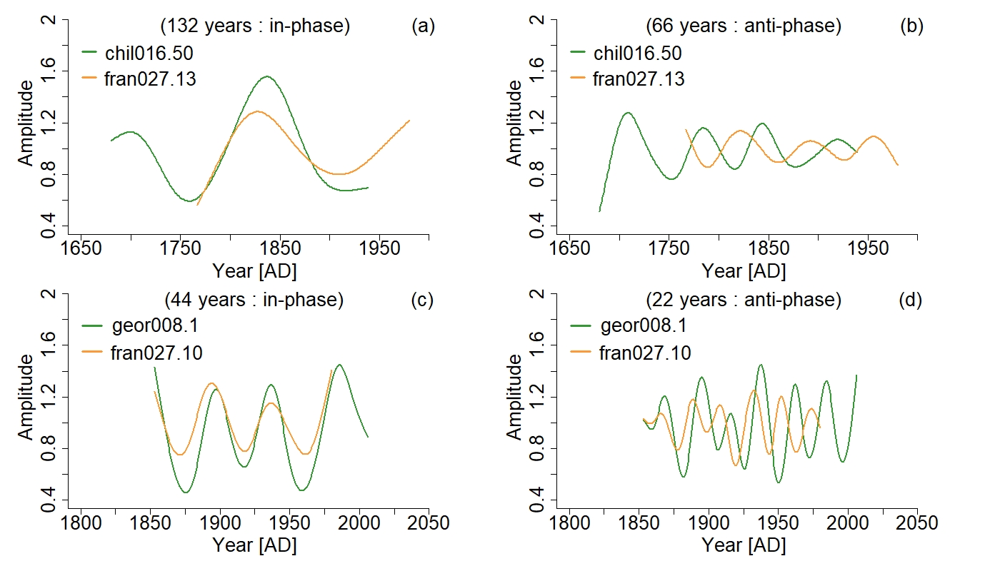 (132 years : in-phase) (a)
chil016.50
fran027.13
2
1.6
1.2
0.8
0.4
Amplitude
1650 1750 1850 1950
Year [AD]
(66 years : anti-phase) (b)
chil016.50
fran027.13
2
1.6
1.2
0.8
0.4
Amplitude
1650 1750 1850 1950
Year [AD]
(44 years : in-phase) (c)
geor008.1
fran027.10
2
1.6
1.2
0.8
0.4
Amplitude
1800 1850 1900 1950 2000 2050
Year [AD]
(22 years : anti-phase) (d)
geor008.1
fran027.10
2
1.6
1.2
0.8
0.4
Amplitude
1800 1850 1900 1950 2000 2050
Year [AD]